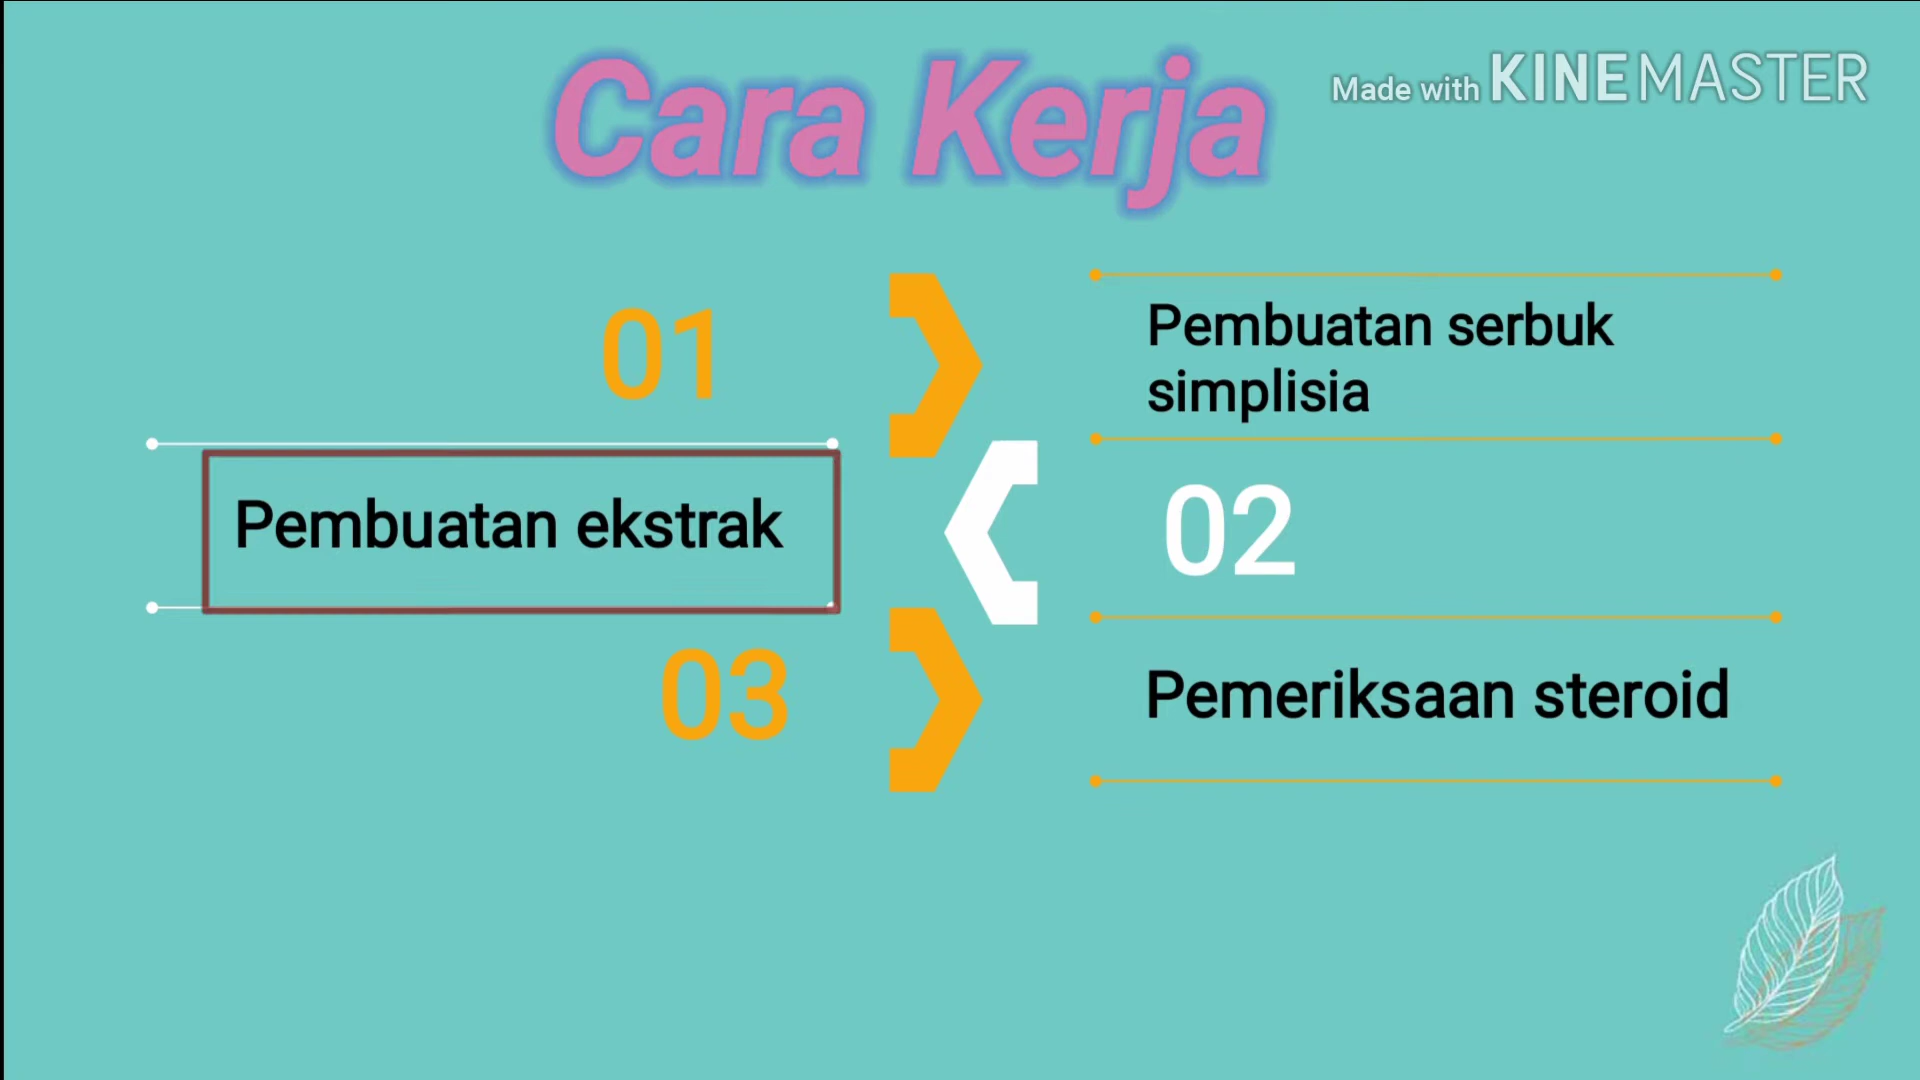 Cara Kerja
Made with KINEMASTER
01
Pembuatan serbuk
simplisia
Pembuatan ekstrak
02
03
Pemeriksaan steroid